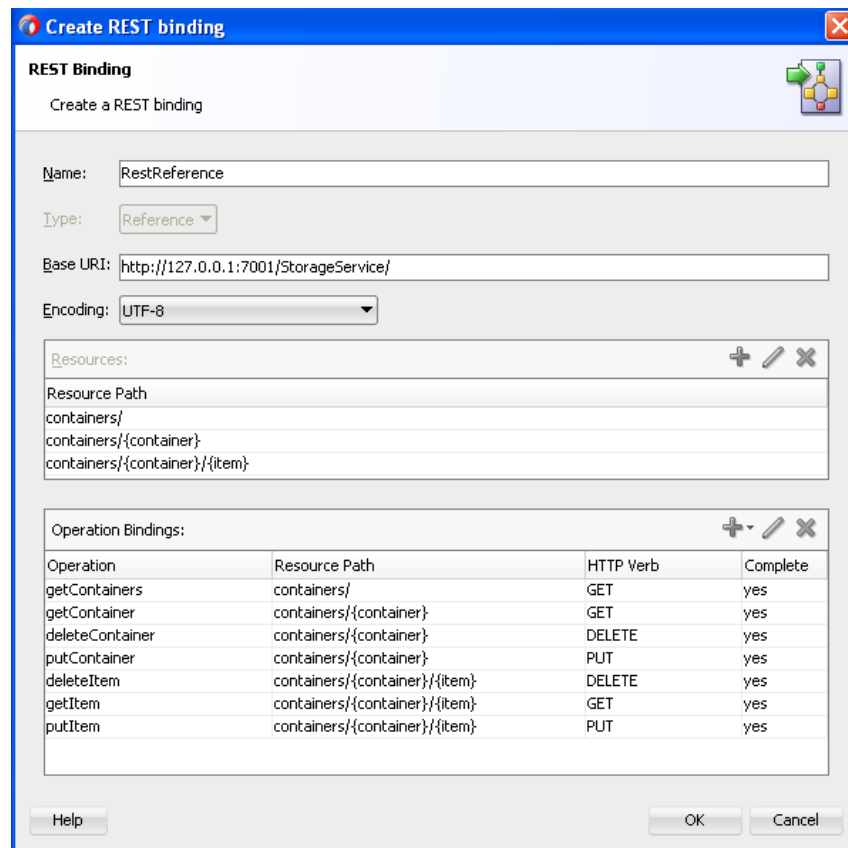 Create REST binding
REST Binding
Create a REST binding
Name: RestReference
Type: Reference
Base URI: http://127.0.0.1:7001/StorageService/
Encoding: UTF-8
Resources:
Resource Path
containers/
containers/{container}
containers/{container}/{item}
Operation Bindings:
Operation Resource Path HTTP Verb Complete
getContainers containers/ GET yes
getContainer containers/{container} GET yes
deleteContainer containers/{container} DELETE yes
putContainer containers/{container} PUT yes
deleteItem containers/{container}/{item} DELETE yes
getItem containers/{container}/{item} GET yes
putItem containers/{container}/{item} PUT yes
Help OK Cancel